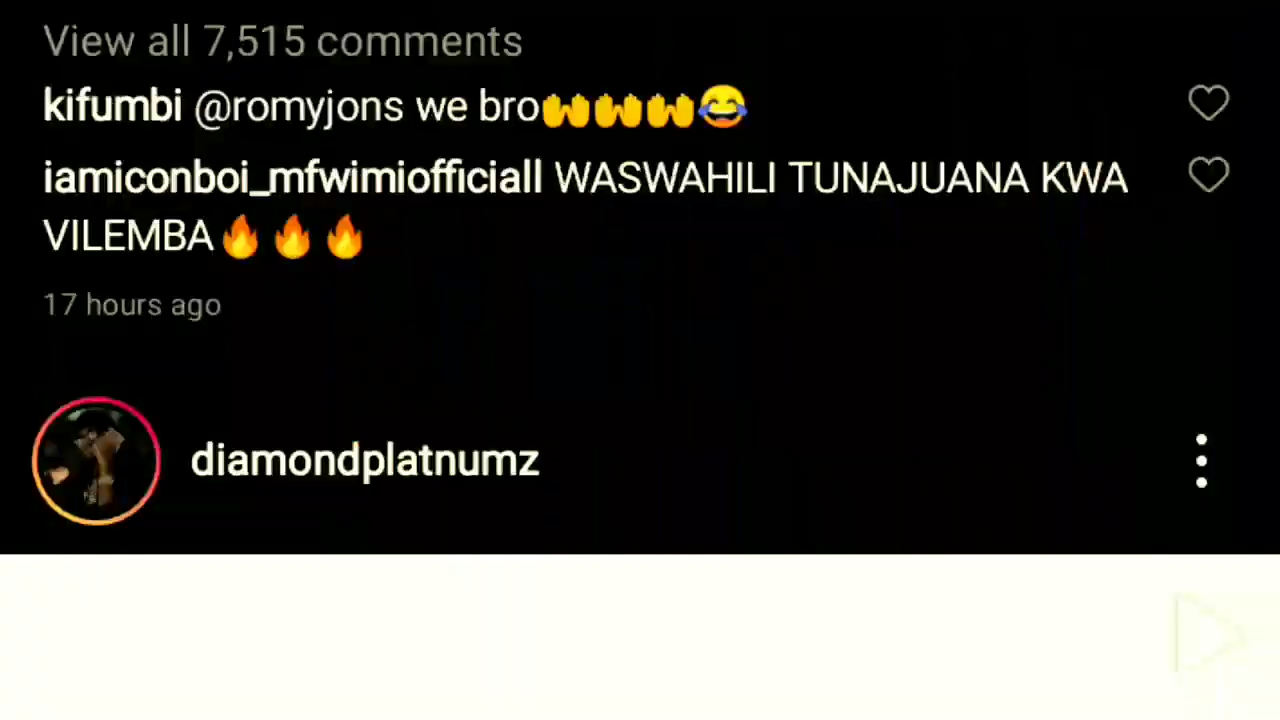 View all 7,515 comments
kifumbi @romyjons we bro👐👐👐😂
iamiconboi_mfwimiofficiall WASWAHILI TUNAJUANA KWA
VILEMBA🔥🔥🔥
17 hours ago
diamondplatnumz